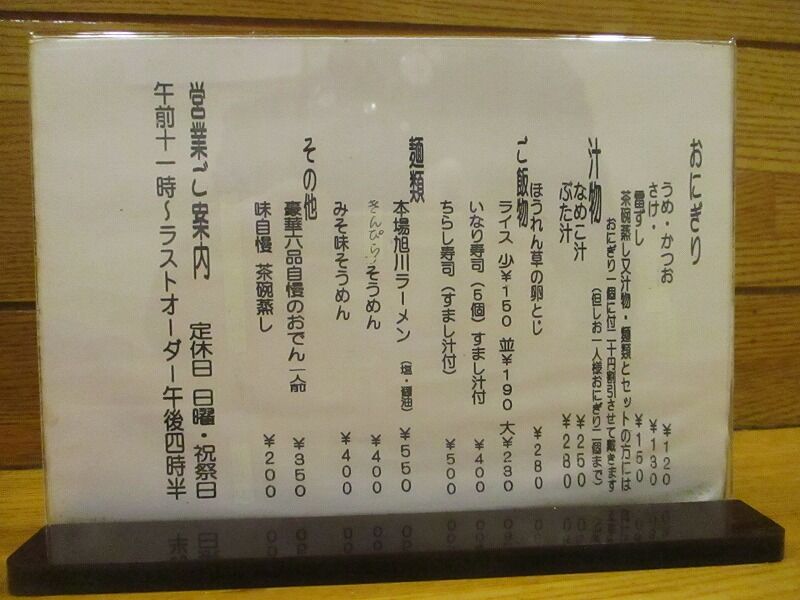 おにぎり
うめ・かつお ¥120
さけ・ ¥130
雷ずし ¥150
茶碗蒸し又汁物・麺類とセットの方には
おにぎり一個に付二十円割引させて戴きます
(但しお一人様おにぎり二個まで)
汁物
なめこ汁 ¥250
ぶた汁 ¥280
ほうれん草の卵とじ ¥280
ご飯物
ライス 少¥150 並¥190 大¥230
いなり寿司(5個)すまし汁付 ¥400
ちらし寿司(すまし汁付) ¥500
麺類
本場旭川ラーメン (塩・醤油) ¥550
きんぴらそうめん ¥400
みそ味そうめん ¥400
その他
豪華六品自慢のおでん一人前 ¥350
味自慢 茶碗蒸し ¥200
営業ご案内 定休日 日曜・祝祭日
午前十一時~ラストオーダー午後四時半